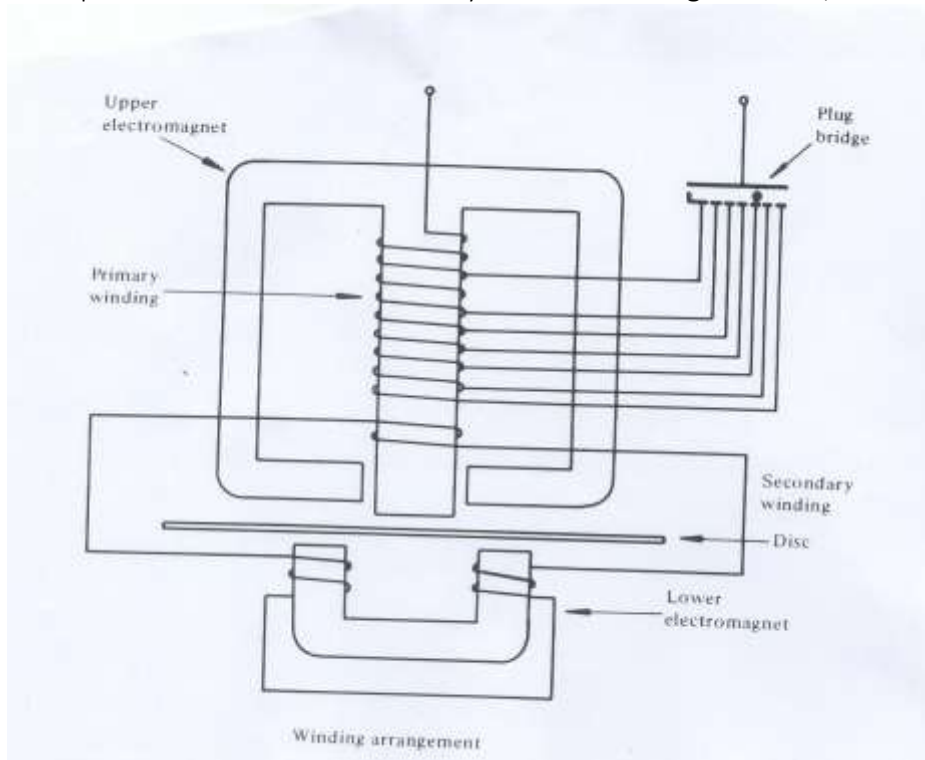 Upper
electromagnet
Plug
bridge
Primary
winding
Secondary
winding
Disc
Lower
electromagnet
Winding arrangement